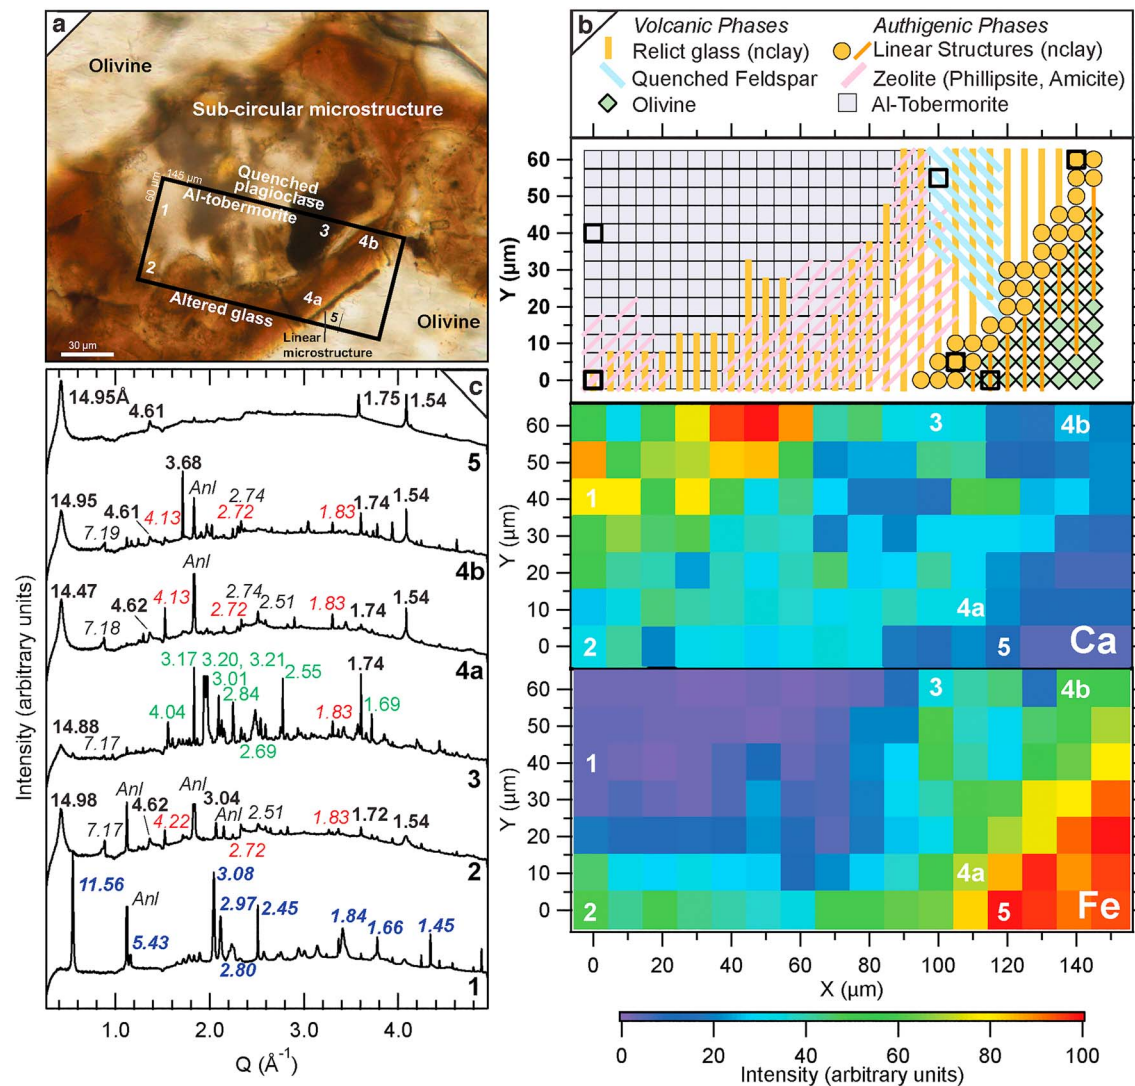 a
Olivine
Sub-circular microstructure
60 µm
145 µm
Quenched
plagioclase
Al-tobermorite
1
3
4b
2
4a
Altered glass
5
Linear
microstructure
Olivine
30 µm
b
Volcanic Phases
Authigenic Phases
Relict glass (nclay)
Linear Structures (nclay)
Quenched Feldspar
Zeolite (Phillipsite, Amicite)
Olivine
Al-Tobermorite
60
50
40
30
20
10
0
Y (µm)
60
50
40
30
20
10
0
Y (µm)
3
4b
1
4a
2
5
Ca
60
50
40
30
20
10
0
Y (µm)
3
4b
1
4a
2
5
Fe
0 20 40 60 80 100 120 140
X (µm)
0 20 40 60 80 100
Intensity (arbitrary units)
c
14.95Å
4.61
1.75
1.54
5
14.95
7.19
4.61
4.13
3.68
Anl
2.74
2.72
1.83
1.74
1.54
4b
14.47
7.18
4.62
4.13
Anl
2.74
2.72
2.51
1.83
1.74
1.54
4a
14.88
7.17
4.04
3.17
3.20, 3.21
3.01
2.84
2.69
2.55
1.83
1.74
1.69
3
14.98
7.17
Anl
4.62
4.22
Anl
3.04
Anl
2.72
2.51
1.83
1.72
1.54
2
11.56
Anl
5.43
3.08
2.97
2.80
2.45
1.84
1.66
1.45
1
Intensity (arbitrary units)
1.0 2.0 3.0 4.0
Q (Å⁻¹)